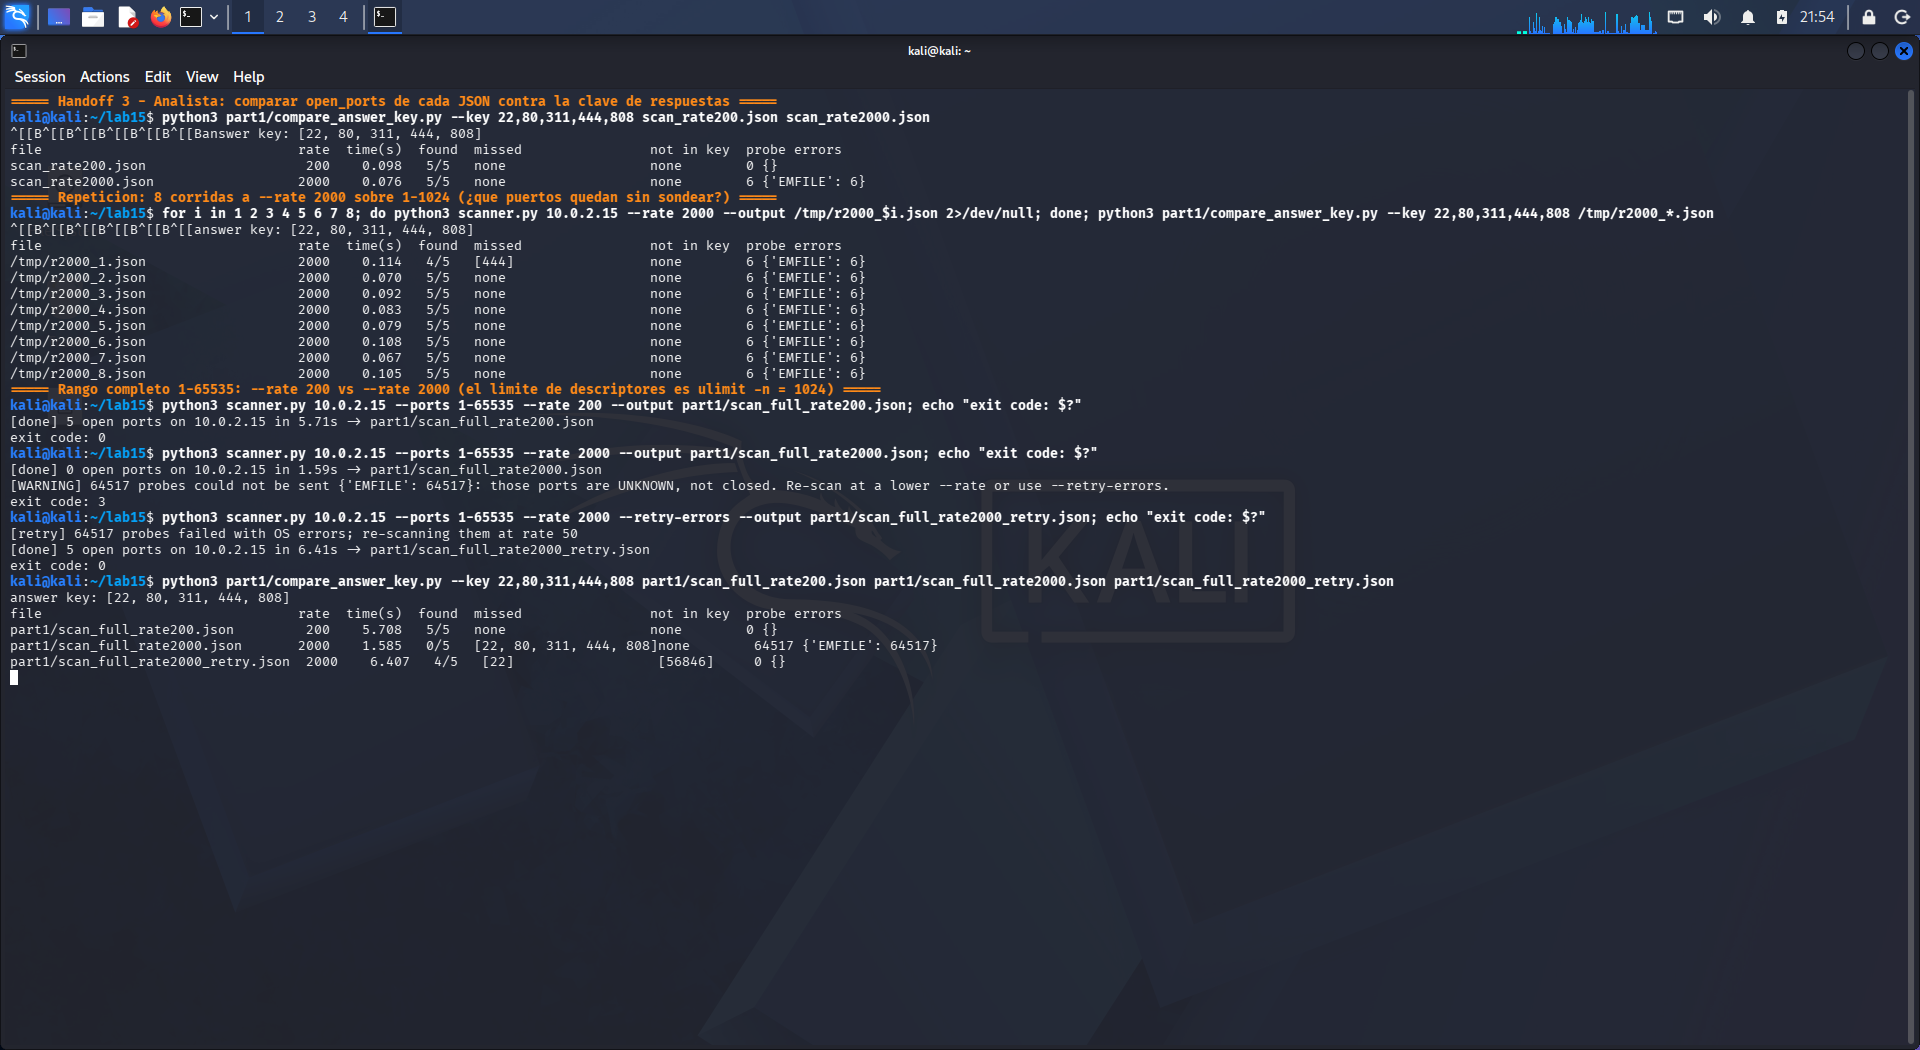 1 2 3 4 21:54
kali@kali: ~
Session Actions Edit View Help
===== Handoff 3 - Analista: comparar open_ports de cada JSON contra la clave de respuestas =====
kali@kali:~/lab15$ python3 part1/compare_answer_key.py --key 22,80,311,444,808 scan_rate200.json scan_rate2000.json
^[[B^[[B^[[B^[[B^[[B^[[Banswer key: [22, 80, 311, 444, 808]
file rate time(s) found missed not in key probe errors
scan_rate200.json 200 0.098 5/5 none none 0 {}
scan_rate2000.json 2000 0.076 5/5 none none 6 {'EMFILE': 6}
===== Repeticion: 8 corridas a --rate 2000 sobre 1-1024 (¿que puertos quedan sin sondear?) =====
kali@kali:~/lab15$ for i in 1 2 3 4 5 6 7 8; do python3 scanner.py 10.0.2.15 --rate 2000 --output /tmp/r2000_$i.json 2>/dev/null; done; python3 part1/compare_answer_key.py --key 22,80,311,444,808 /tmp/r2000_*.json
^[[B^[[B^[[B^[[B^[[B^[[answer key: [22, 80, 311, 444, 808]
file rate time(s) found missed not in key probe errors
/tmp/r2000_1.json 2000 0.114 4/5 [444] none 6 {'EMFILE': 6}
/tmp/r2000_2.json 2000 0.070 5/5 none none 6 {'EMFILE': 6}
/tmp/r2000_3.json 2000 0.092 5/5 none none 6 {'EMFILE': 6}
/tmp/r2000_4.json 2000 0.083 5/5 none none 6 {'EMFILE': 6}
/tmp/r2000_5.json 2000 0.079 5/5 none none 6 {'EMFILE': 6}
/tmp/r2000_6.json 2000 0.108 5/5 none none 6 {'EMFILE': 6}
/tmp/r2000_7.json 2000 0.067 5/5 none none 6 {'EMFILE': 6}
/tmp/r2000_8.json 2000 0.105 5/5 none none 6 {'EMFILE': 6}
===== Rango completo 1-65535: --rate 200 vs --rate 2000 (el limite de descriptores es ulimit -n = 1024) =====
kali@kali:~/lab15$ python3 scanner.py 10.0.2.15 --ports 1-65535 --rate 200 --output part1/scan_full_rate200.json; echo "exit code: $?"
[done] 5 open ports on 10.0.2.15 in 5.71s -> part1/scan_full_rate200.json
exit code: 0
kali@kali:~/lab15$ python3 scanner.py 10.0.2.15 --ports 1-65535 --rate 2000 --output part1/scan_full_rate2000.json; echo "exit code: $?"
[done] 0 open ports on 10.0.2.15 in 1.59s -> part1/scan_full_rate2000.json
[WARNING] 64517 probes could not be sent {'EMFILE': 64517}: those ports are UNKNOWN, not closed. Re-scan at a lower --rate or use --retry-errors.
exit code: 3
kali@kali:~/lab15$ python3 scanner.py 10.0.2.15 --ports 1-65535 --rate 2000 --retry-errors --output part1/scan_full_rate2000_retry.json; echo "exit code: $?"
[retry] 64517 probes failed with OS errors; re-scanning them at rate 50
[done] 5 open ports on 10.0.2.15 in 6.41s -> part1/scan_full_rate2000_retry.json
exit code: 0
kali@kali:~/lab15$ python3 part1/compare_answer_key.py --key 22,80,311,444,808 part1/scan_full_rate200.json part1/scan_full_rate2000.json part1/scan_full_rate2000_retry.json
answer key: [22, 80, 311, 444, 808]
file rate time(s) found missed not in key probe errors
part1/scan_full_rate200.json 200 5.708 5/5 none none 0 {}
part1/scan_full_rate2000.json 2000 1.585 0/5 [22, 80, 311, 444, 808]none 64517 {'EMFILE': 64517}
part1/scan_full_rate2000_retry.json 2000 6.407 4/5 [22] [56846] 0 {}
KALI